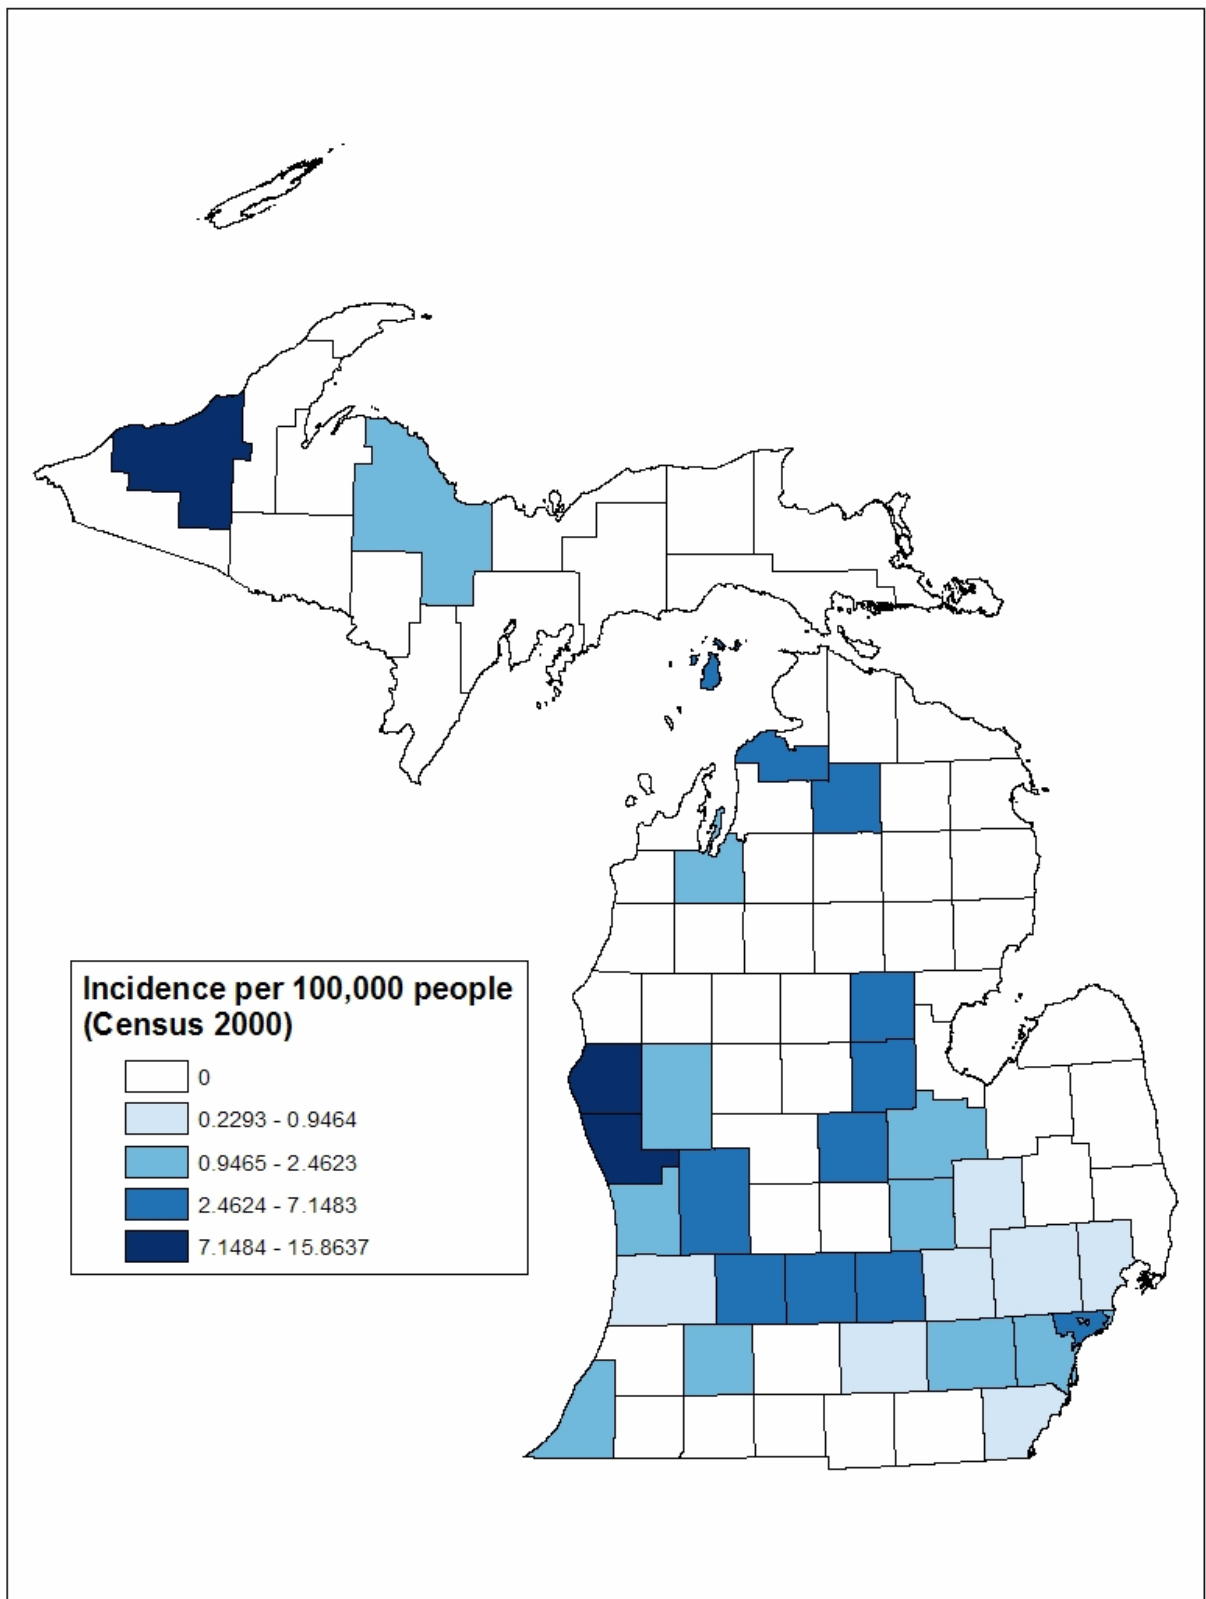 Incidence per 100,000 people
(Census 2000)
0
0.2293 - 0.9464
0.9465 - 2.4623
2.4624 - 7.1483
7.1484 - 15.8637